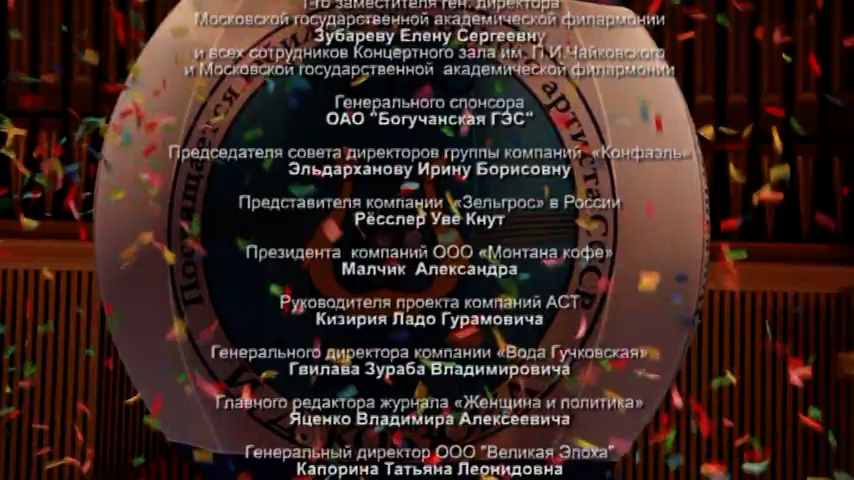 1-го заместителя ген. директора
Московской государственной академической филармонии
Зубареву Елену Сергеевну
и всех сотрудников Концертного зала им. П.И.Чайковского
и Московской государственной академической филармонии
Генерального спонсора
ОАО "Богучанская ГЭС"
Председателя совета директоров группы компаний «Конфаэль»
Эльдарханову Ирину Борисовну
Представителя компании «Зельгрос» в России
Рёсслер Уве Кнут
Президента компаний ООО «Монтана кофе»
Малчик Александра
Руководителя проекта компаний АСТ
Кизирия Ладо Гурамовича
Генерального директора компании «Вода Гучковская»
Гвилава Зураба Владимировича
Главного редактора журнала «Женщина и политика»
Яценко Владимира Алексеевича
Генеральный директор ООО "Великая Эпоха"
Капорина Татьяна Леонидовна
Посвящается
артиста СССР